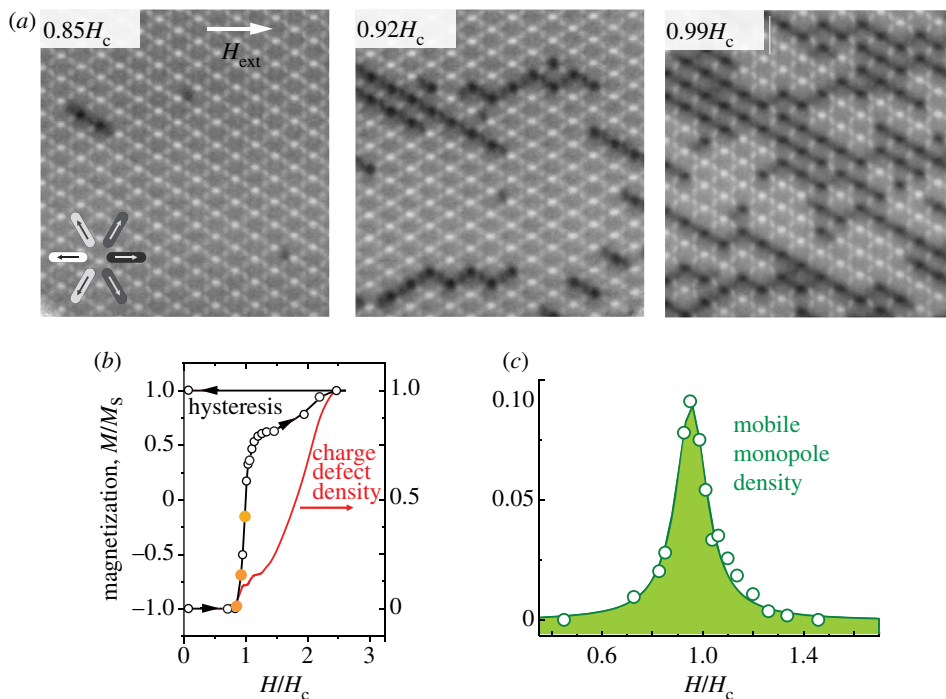 (a)
0.85Hc
Hext
0.92Hc
0.99Hc
(b)
magnetization, M/Ms
1.0
0.5
0
−0.5
−1.0
hysteresis
charge
defect
density
1.0
0.5
0
0 1 2 3
H/Hc
(c)
0.10
0.05
0
mobile
monopole
density
0.6 1.0 1.4
H/Hc